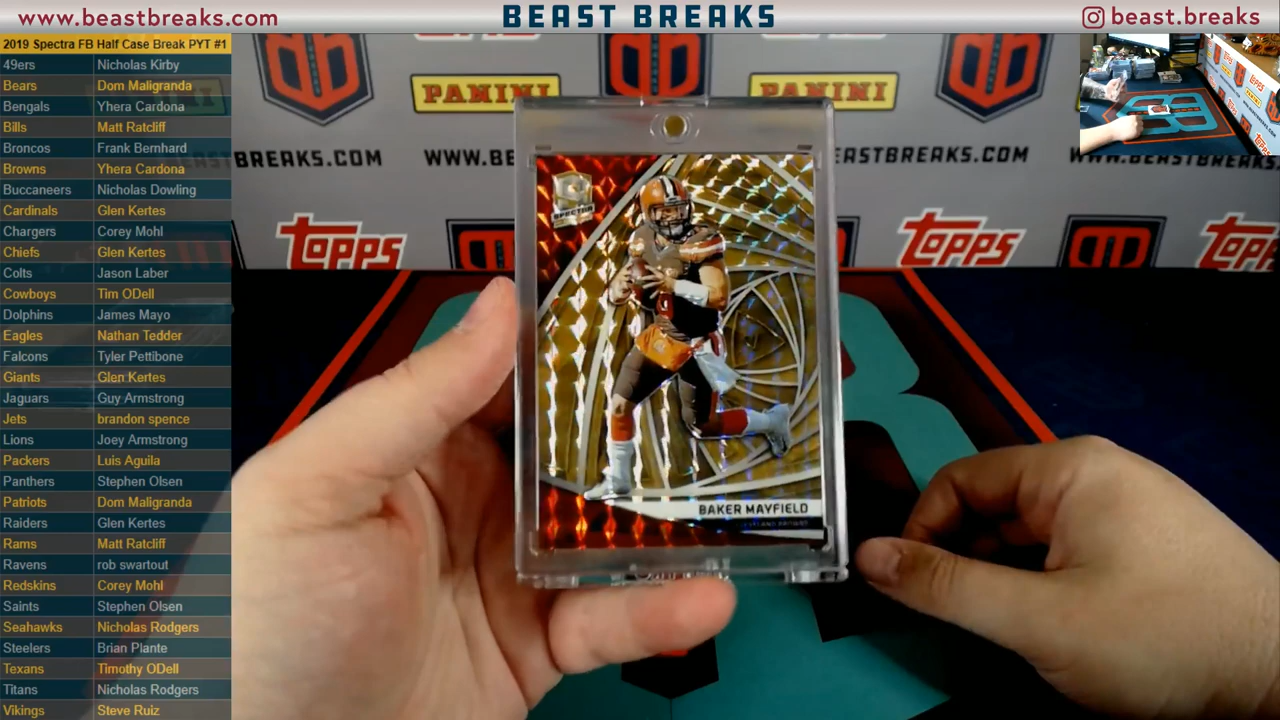 www.beastbreaks.com
BEAST BREAKS
beast.breaks
2019 Spectra FB Half Case Break PYT #1
49ers Nicholas Kirby
Bears Dom Maligranda
Bengals Yhera Cardona
Bills Matt Ratcliff
Broncos Frank Bernhard
Browns Yhera Cardona
Buccaneers Nicholas Dowling
Cardinals Glen Kertes
Chargers Corey Mohl
Chiefs Glen Kertes
Colts Jason Laber
Cowboys Tim ODell
Dolphins James Mayo
Eagles Nathan Tedder
Falcons Tyler Pettibone
Giants Glen Kertes
Jaguars Guy Armstrong
Jets brandon spence
Lions Joey Armstrong
Packers Luis Aguila
Panthers Stephen Olsen
Patriots Dom Maligranda
Raiders Glen Kertes
Rams Matt Ratcliff
Ravens rob swartout
Redskins Corey Mohl
Saints Stephen Olsen
Seahawks Nicholas Rodgers
Steelers Brian Plante
Texans Timothy ODell
Titans Nicholas Rodgers
Vikings Steve Ruiz
PANINI
PANINI
EASTBREAKS.COM
WWW.
EASTBREAKS.COM
WWW.BEASTBREAKS.COM
TOPPS
TOPPS
TOPPS
SPECTRA
BAKER MAYFIELD
CLEVELAND BROWNS